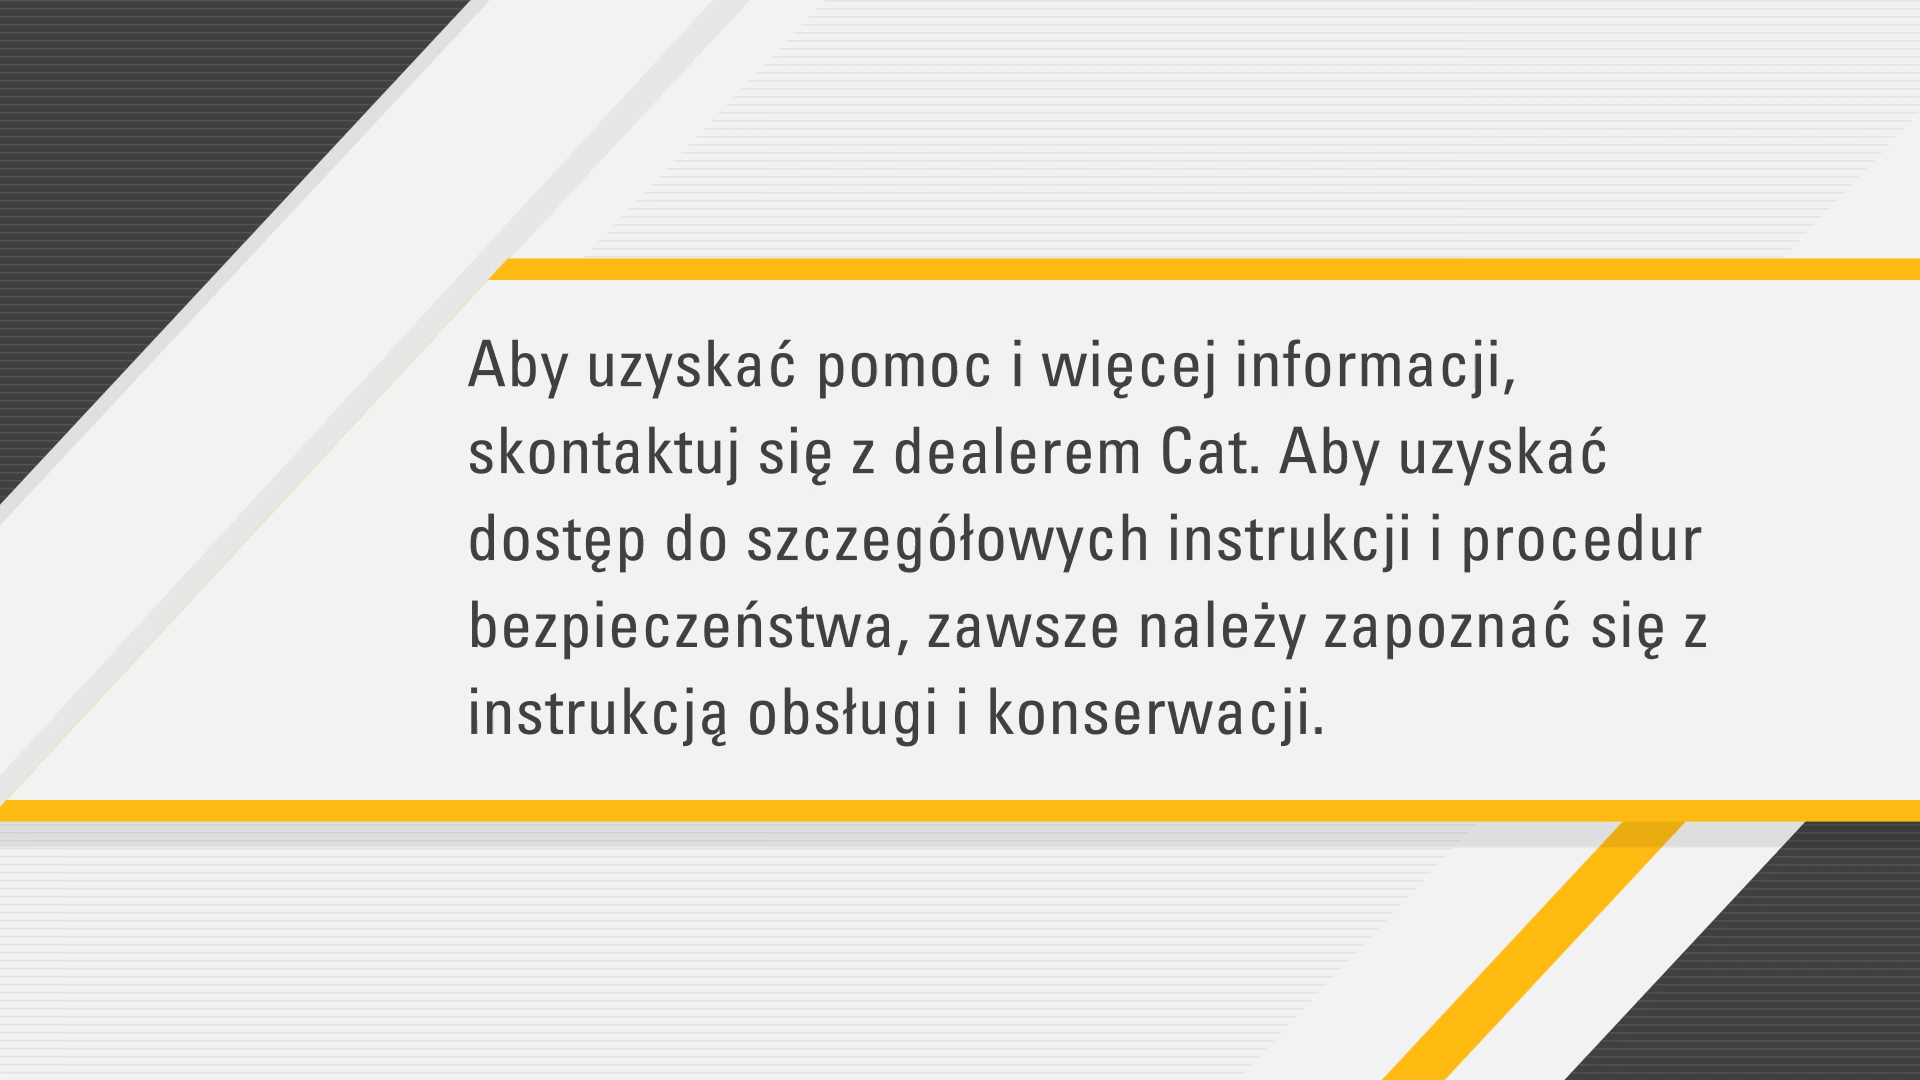 Aby uzyskać pomoc i więcej informacji,
skontaktuj się z dealerem Cat. Aby uzyskać
dostęp do szczegółowych instrukcji i procedur
bezpieczeństwa, zawsze należy zapoznać się z
instrukcją obsługi i konserwacji.